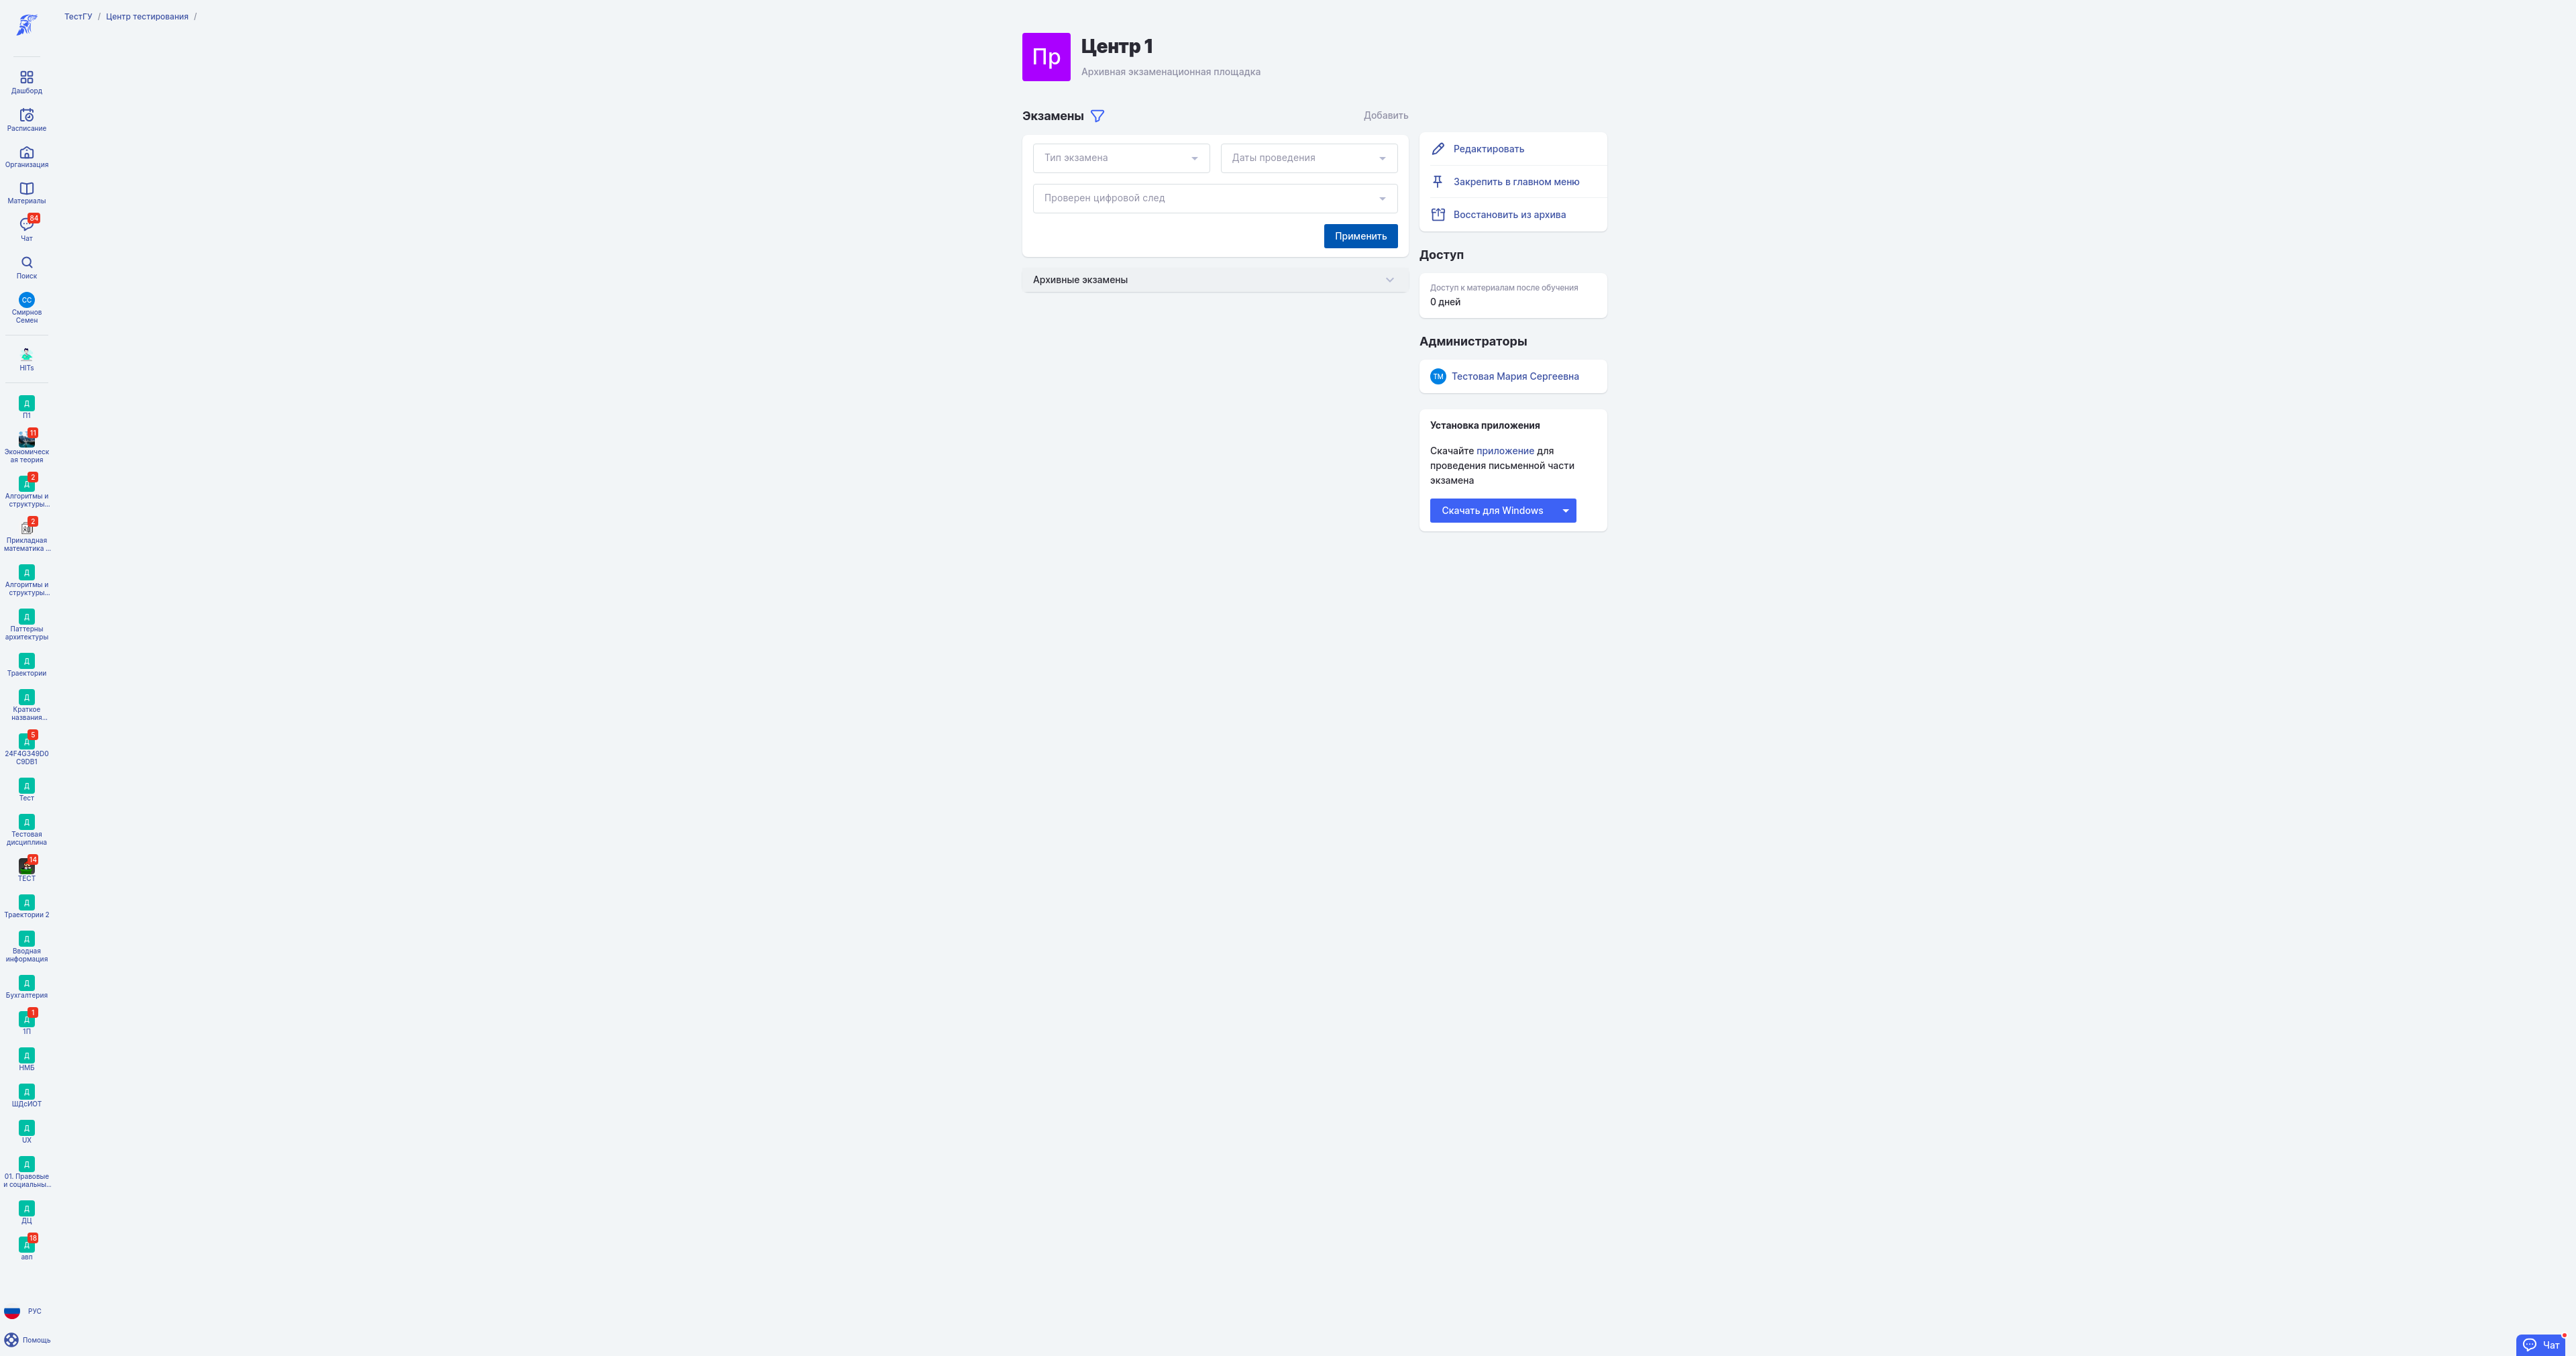 ТестГУ / Центр тестирования /
Дашборд
Расписание
Организация
Материалы
84
Чат
Поиск
СС
Смирнов
Семен
HITs
Д
П1
11
Экономическ
ая теория
2
Д
Алгоритмы и
структуры...
2
Прикладная
математика ...
Д
Алгоритмы и
структуры...
Д
Паттерны
архитектуры
Д
Траектории
Д
Краткое
названия...
5
Д
24F4G349D0
C9DB1
Д
Тест
Д
Тестовая
дисциплина
14
ТЕСТ
Д
Траектории 2
Д
Вводная
информация
Д
Бухгалтерия
1
Д
1П
Д
НМБ
Д
ШДсИОТ
Д
UX
Д
01. Правовые
и социальны...
Д
ДЦ
18
Д
авп
РУС
Помощь
Пр
Центр 1
Архивная экзаменационная площадка
Экзамены
Добавить
Тип экзамена
Даты проведения
Проверен цифровой след
Применить
Архивные экзамены
Редактировать
Закрепить в главном меню
Восстановить из архива
Доступ
Доступ к материалам после обучения
0 дней
Администраторы
ТМ Тестовая Мария Сергеевна
Установка приложения
Скачайте приложение для
проведения письменной части
экзамена
Скачать для Windows
Чат